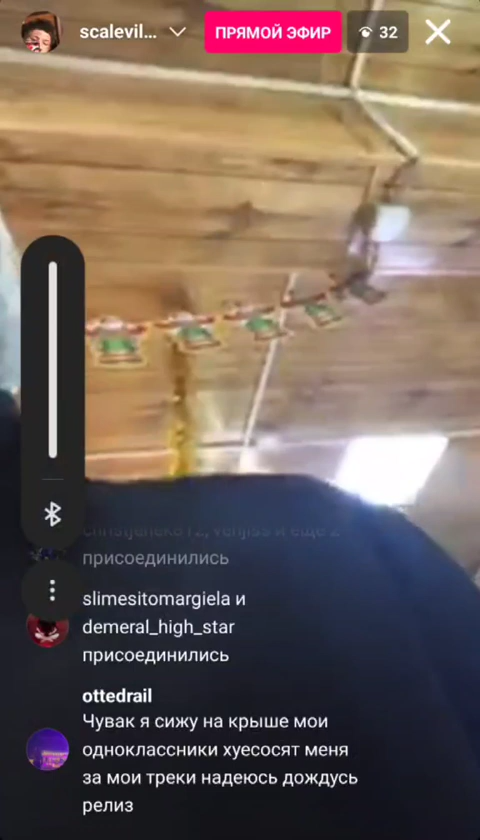 scalevil...
ПРЯМОЙ ЭФИР
32
присоединились
slimesitomargiela и
demeral_high_star
присоединились
ottedrail
Чувак я сижу на крыше мои
одноклассники хуесосят меня
за мои треки надеюсь дождусь
релиз